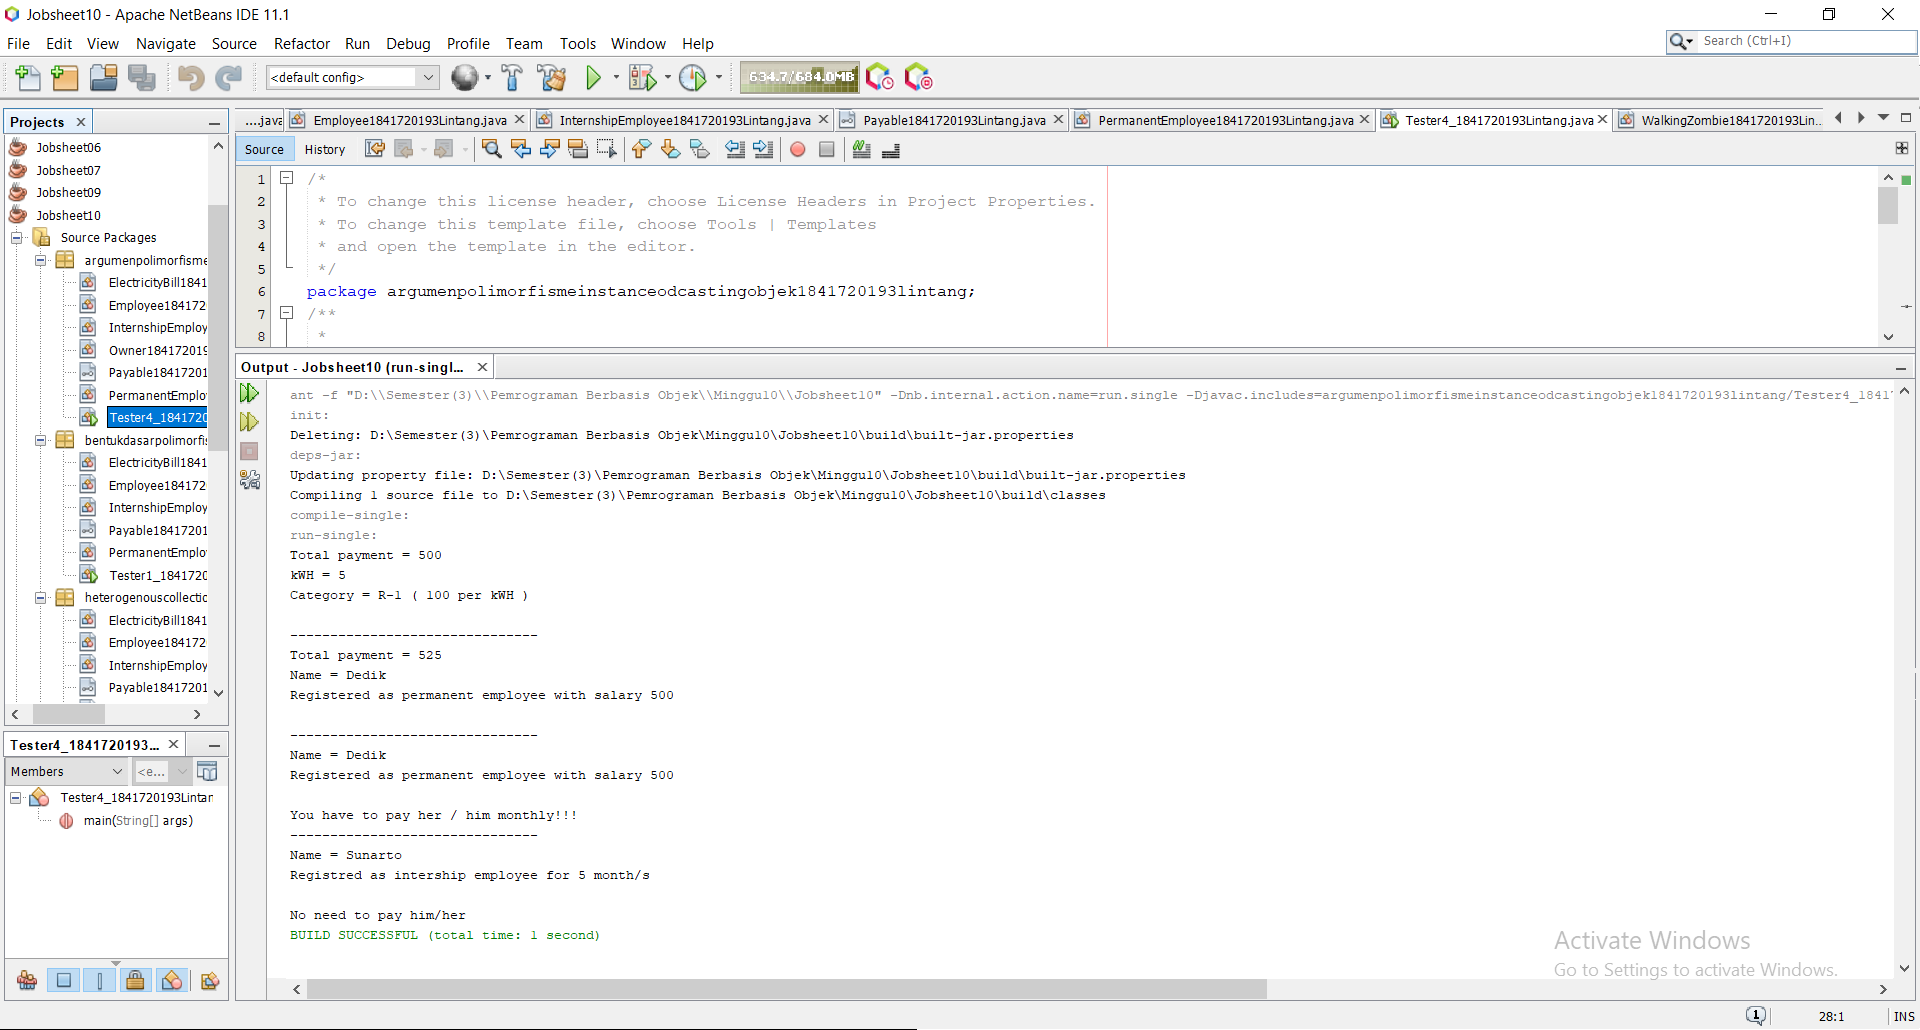 Jobsheet10 - Apache NetBeans IDE 11.1
File Edit View Navigate Source Refactor Run Debug Profile Team Tools Window Help
Search (Ctrl+I)
<default config>
634.7/684.0MB
Projects
Jobsheet06
Jobsheet07
Jobsheet09
Jobsheet10
Source Packages
argumenpolimorfisme
ElectricityBill1841
Employee184172
InternshipEmploy
Owner184172019
Payable18417201
PermanentEmplo
Tester4_184172
bentukdasarpolimorfi
ElectricityBill1841
Employee184172
InternshipEmploy
Payable18417201
PermanentEmplo
Tester1_184172
heterogenouscollectio
ElectricityBill1841
Employee184172
InternshipEmploy
Payable18417201
Tester4_1841720193...
Members
<e...
Tester4_1841720193Lintar
main(String[] args)
....java Employee1841720193Lintang.java InternshipEmployee1841720193Lintang.java Payable1841720193Lintang.java PermanentEmployee1841720193Lintang.java Tester4_1841720193Lintang.java WalkingZombie1841720193Lin...
Source History
1 /*
2 * To change this license header, choose License Headers in Project Properties.
3 * To change this template file, choose Tools | Templates
4 * and open the template in the editor.
5 */
6 package argumenpolimorfismeinstanceodcastingobjek1841720193lintang;
7 /**
8 *
Output - Jobsheet10 (run-singl...
ant -f "D:\\Semester(3)\\Pemrograman Berbasis Objek\\Minggu10\\Jobsheet10" -Dnb.internal.action.name=run.single -Djavac.includes=argumenpolimorfismeinstanceodcastingobjek1841720193lintang/Tester4_1841
init:
Deleting: D:\Semester(3)\Pemrograman Berbasis Objek\Minggu10\Jobsheet10\build\built-jar.properties
deps-jar:
Updating property file: D:\Semester(3)\Pemrograman Berbasis Objek\Minggu10\Jobsheet10\build\built-jar.properties
Compiling 1 source file to D:\Semester(3)\Pemrograman Berbasis Objek\Minggu10\Jobsheet10\build\classes
compile-single:
run-single:
Total payment = 500
kWH = 5
Category = R-1 ( 100 per kWH )
-------------------------------
Total payment = 525
Name = Dedik
Registered as permanent employee with salary 500
-------------------------------
Name = Dedik
Registered as permanent employee with salary 500
You have to pay her / him monthly!!!
-------------------------------
Name = Sunarto
Registred as intership employee for 5 month/s
No need to pay him/her
BUILD SUCCESSFUL (total time: 1 second)
Activate Windows
Go to Settings to activate Windows.
1
28:1 INS